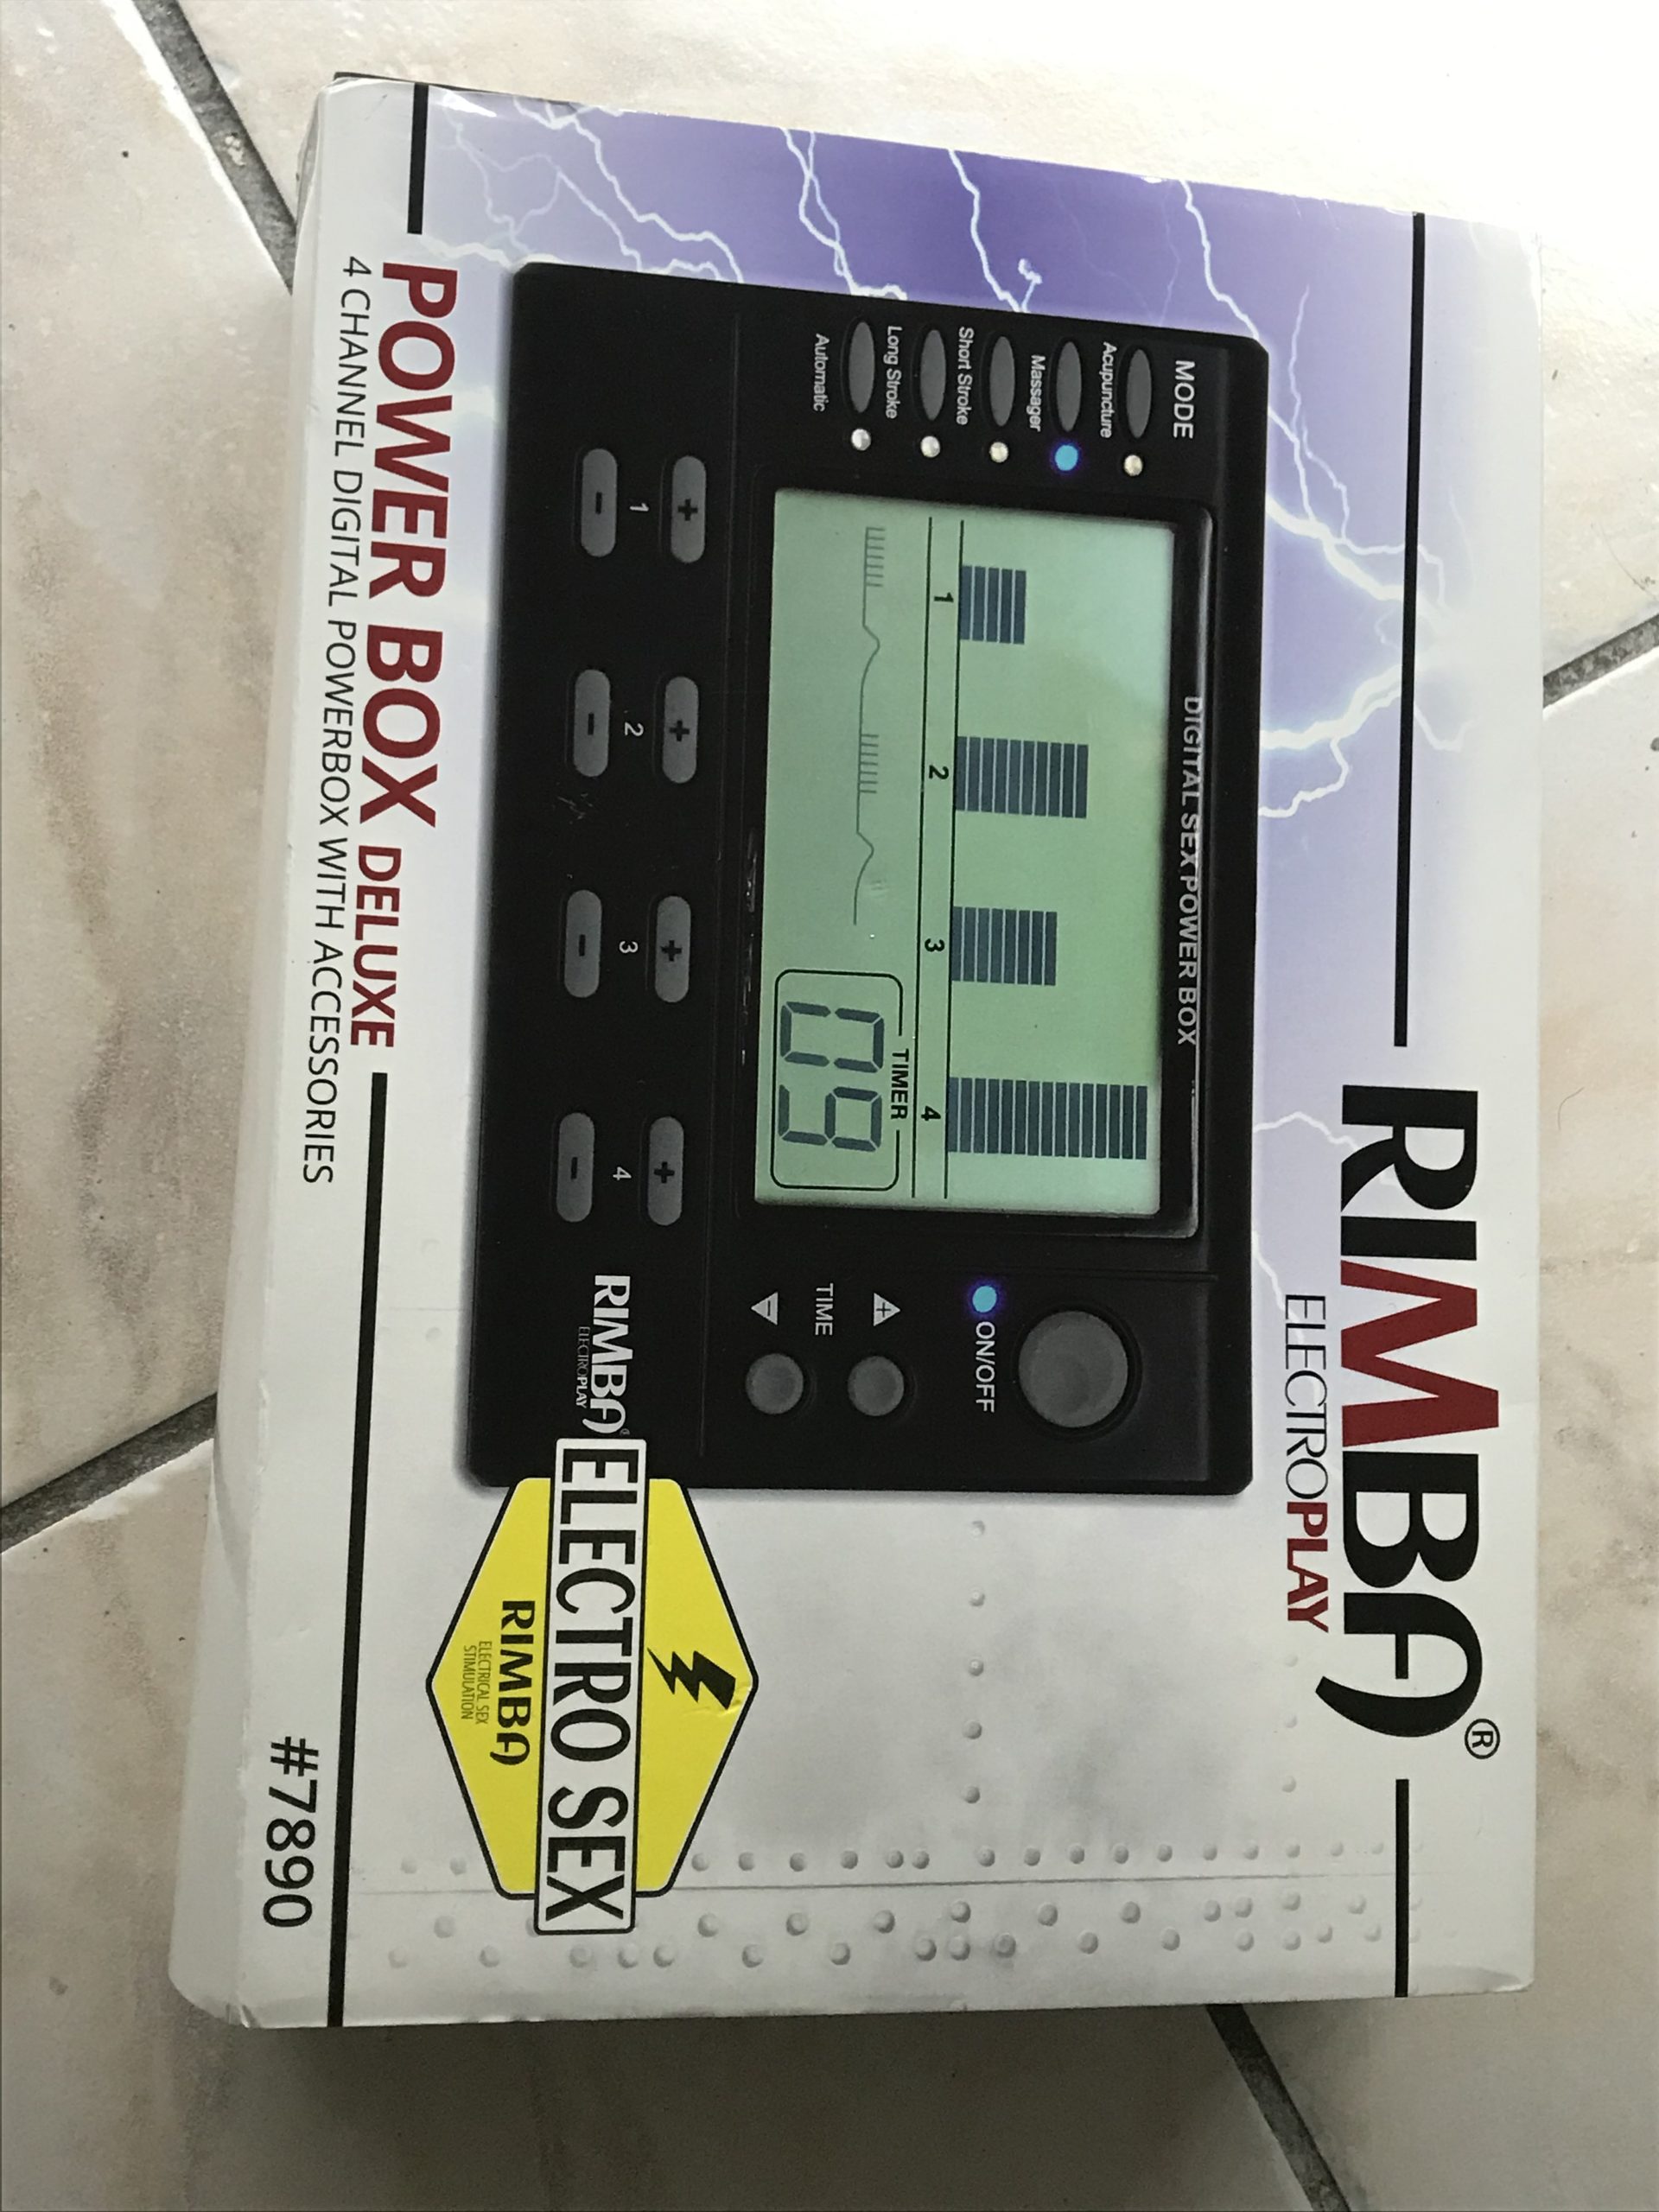 RIMBA®
ELECTROPLAY
DIGITAL SEX POWER BOX
MODE
Acupuncture
Massager
Short Stroke
Long Stroke
Automatic
1 2 3 4
TIMER
09
ON/OFF
+
TIME
-
+ + + +
1 2 3 4
- - - -
RIMBA®
ELECTROPLAY
ELECTRO SEX
RIMBA
ELECTRICAL SEX
STIMULATION
POWER BOX DELUXE
4 CHANNEL DIGITAL POWERBOX WITH ACCESSORIES
#7890